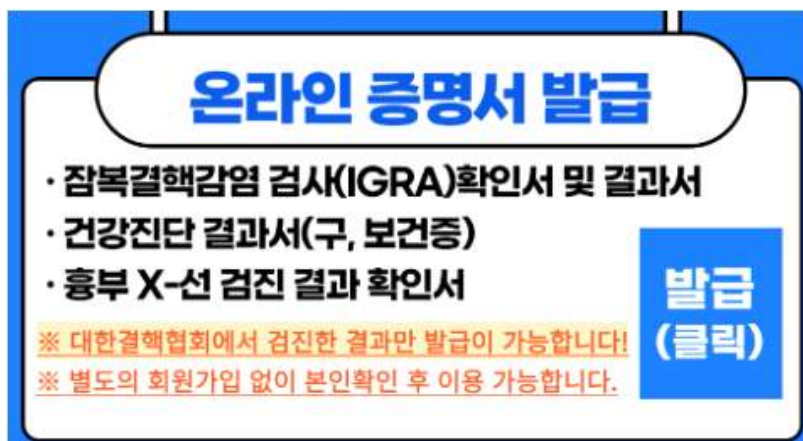 온라인 증명서 발급
· 잠복결핵감염 검사(IGRA)확인서 및 결과서
· 건강진단 결과서(구, 보건증)
· 흉부 X-선 검진 결과 확인서
※ 대한결핵협회에서 검진한 결과만 발급이 가능합니다!
※ 별도의 회원가입 없이 본인확인 후 이용 가능합니다.
발급
(클릭)